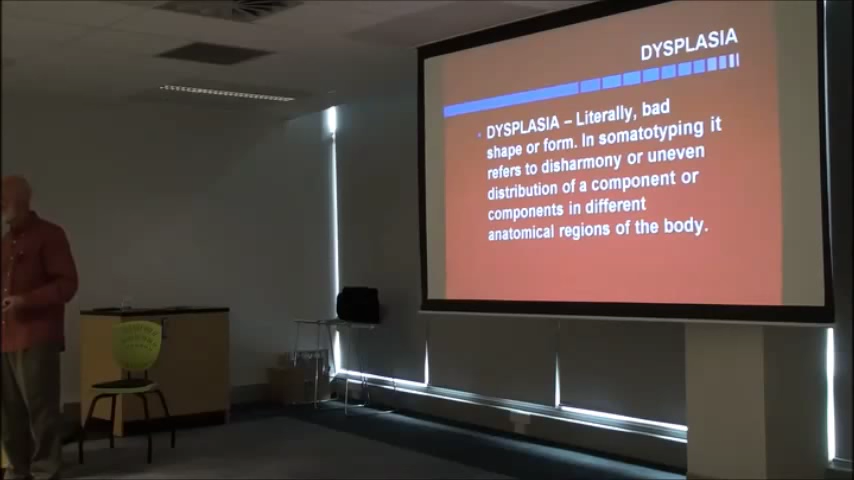 DYSPLASIA
DYSPLASIA – Literally, bad
shape or form. In somatotyping it
refers to disharmony or uneven
distribution of a component or
components in different
anatomical regions of the body.